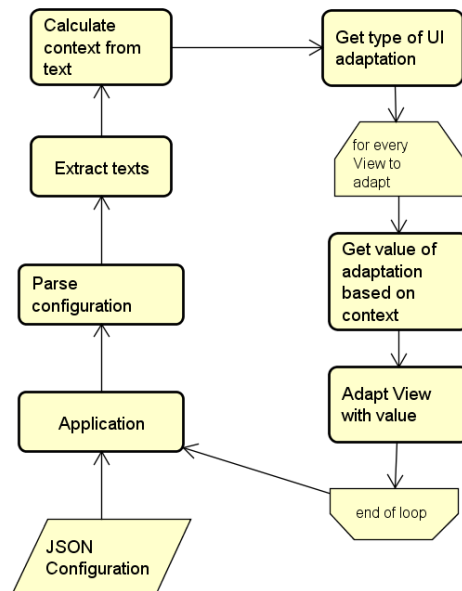 Calculate
context from
text
Get type of UI
adaptation
for every
View to
adapt
Extract texts
Get value of
adaptation
based on
context
Parse
configuration
Adapt View
with value
Application
end of loop
JSON
Configuration